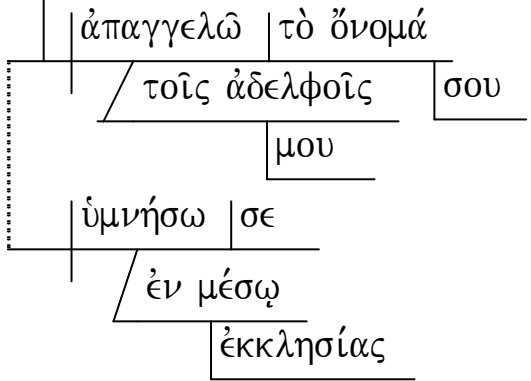 ἀπαγγελῶ τὸ ὄνομά
τοῖς ἀδελφοῖς σου
μου
ὑμνήσω σε
ἐν μέσῳ
ἐκκλησίας